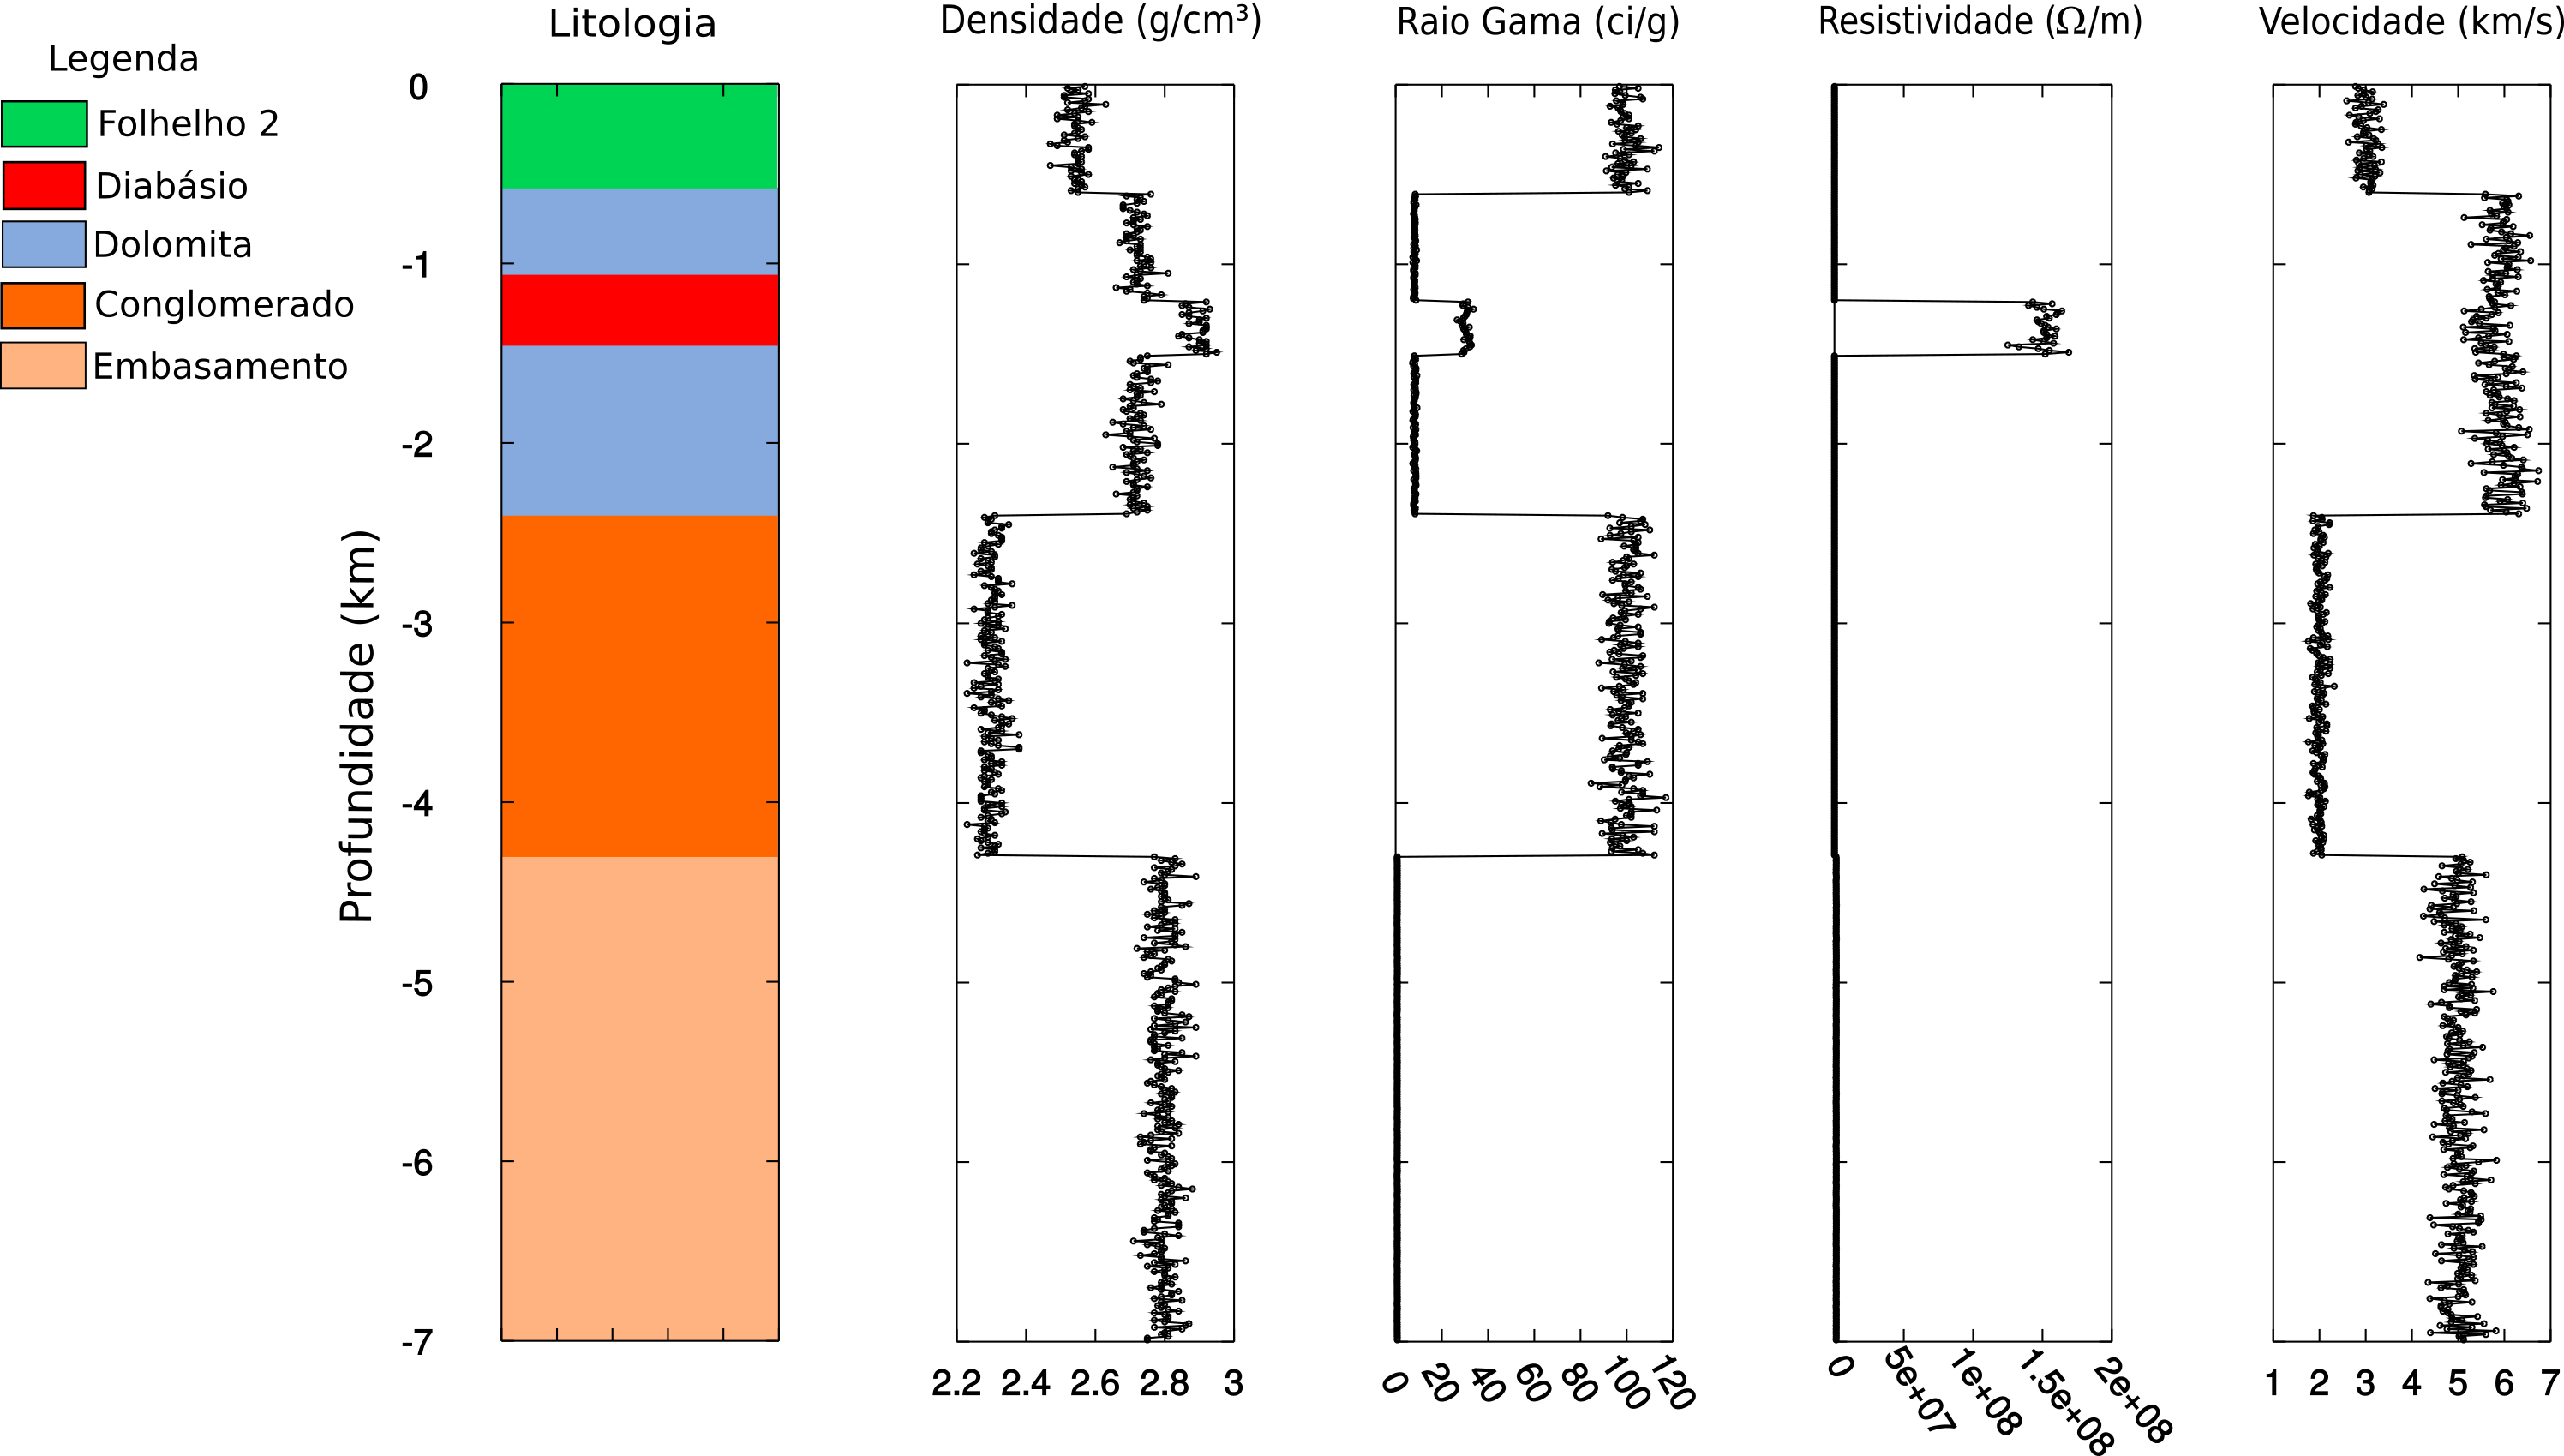 Litologia
Densidade (g/cm³)
Raio Gama (ci/g)
Resistividade (Ω/m)
Velocidade (km/s)
Legenda
Folhelho 2
Diabásio
Dolomita
Conglomerado
Embasamento
Profundidade (km)
0
-1
-2
-3
-4
-5
-6
-7
2.2 2.4 2.6 2.8 3
0 20 40 60 80 100 120
0 5e+07 1e+08 1.5e+08 2e+08
1 2 3 4 5 6 7